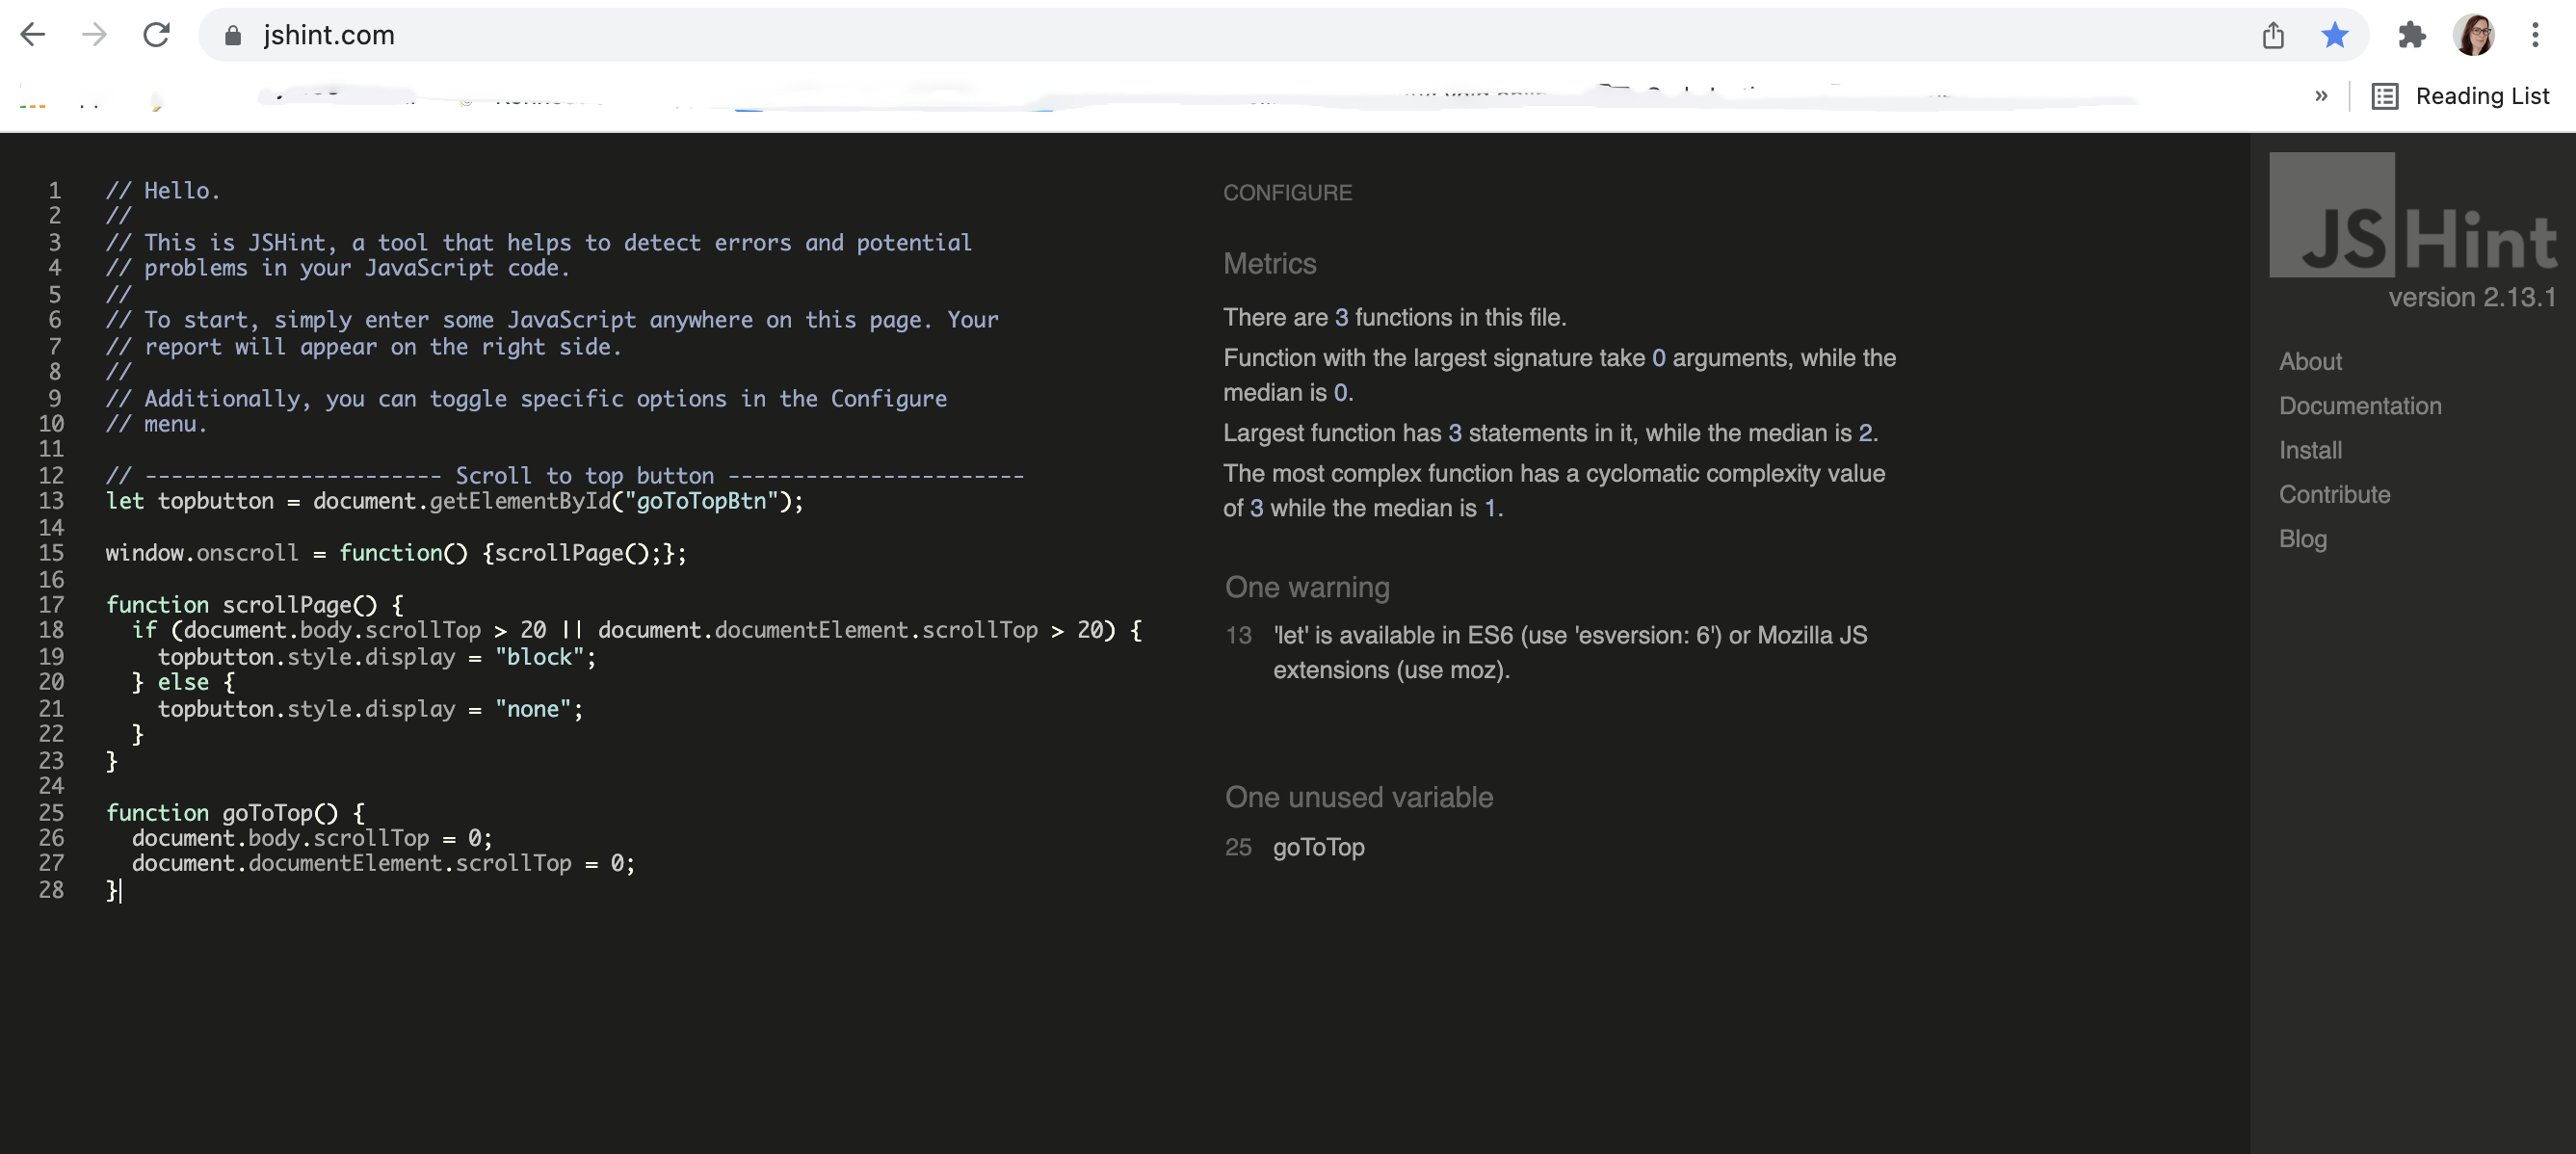 jshint.com
» Reading List
1 // Hello.
2 //
3 // This is JSHint, a tool that helps to detect errors and potential
4 // problems in your JavaScript code.
5 //
6 // To start, simply enter some JavaScript anywhere on this page. Your
7 // report will appear on the right side.
8 //
9 // Additionally, you can toggle specific options in the Configure
10 // menu.
11
12 // ----------------------- Scroll to top button -----------------------
13 let topbutton = document.getElementById("goToTopBtn");
14
15 window.onscroll = function() {scrollPage();};
16
17 function scrollPage() {
18   if (document.body.scrollTop > 20 || document.documentElement.scrollTop > 20) {
19     topbutton.style.display = "block";
20   } else {
21     topbutton.style.display = "none";
22   }
23 }
24
25 function goToTop() {
26   document.body.scrollTop = 0;
27   document.documentElement.scrollTop = 0;
28 }
CONFIGURE
Metrics
There are 3 functions in this file.
Function with the largest signature take 0 arguments, while the
median is 0.
Largest function has 3 statements in it, while the median is 2.
The most complex function has a cyclomatic complexity value
of 3 while the median is 1.
One warning
13 'let' is available in ES6 (use 'esversion: 6') or Mozilla JS
extensions (use moz).
One unused variable
25 goToTop
JSHint
version 2.13.1
About
Documentation
Install
Contribute
Blog